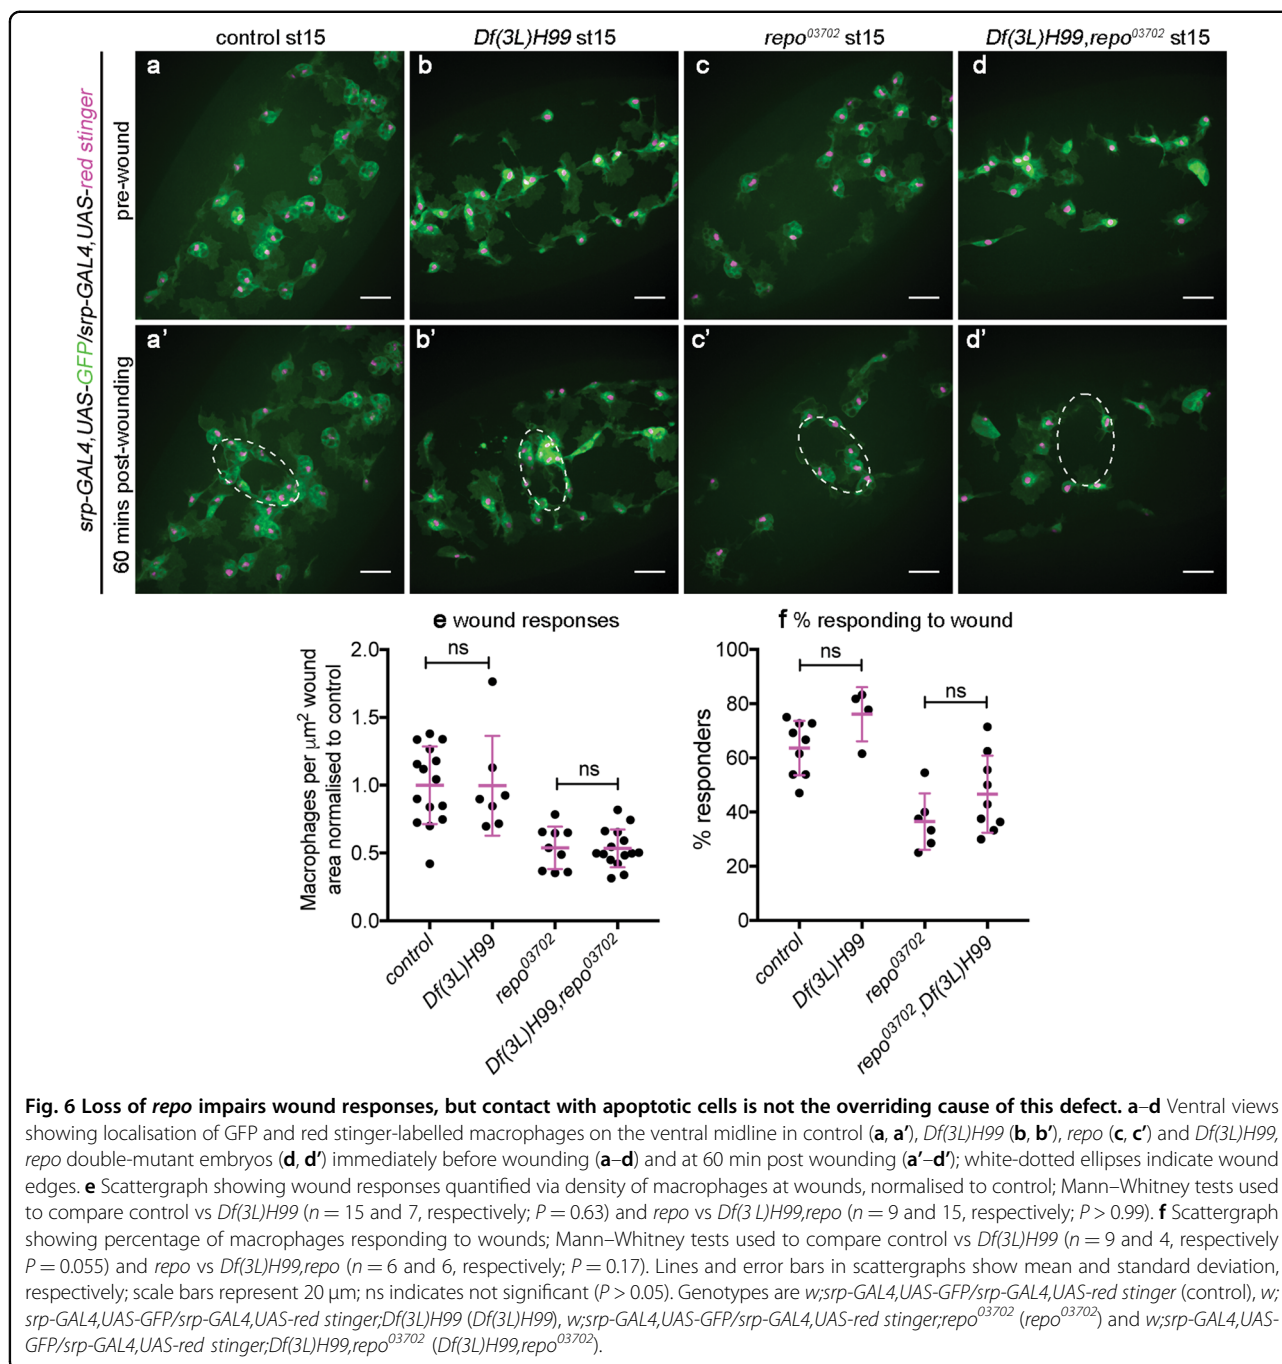 control st15
Df(3L)H99 st15
repo03702 st15
Df(3L)H99,repo03702 st15
srp-GAL4,UAS-GFP/srp-GAL4,UAS-red stinger
pre-wound
a
b
c
d
60 mins post-wounding
a'
b'
c'
d'
e wound responses
Macrophages per μm2 wound
area normalised to control
2.0
1.5
1.0
0.5
0.0
ns
ns
control
Df(3L)H99
repo03702
Df(3L)H99,repo03702
f % responding to wound
% responders
100
80
60
40
20
0
ns
ns
control
Df(3L)H99
repo03702
repo03702,Df(3L)H99
Fig. 6 Loss of repo impairs wound responses, but contact with apoptotic cells is not the overriding cause of this defect. a–d Ventral views
showing localisation of GFP and red stinger-labelled macrophages on the ventral midline in control (a, a′), Df(3L)H99 (b, b′), repo (c, c′) and Df(3L)H99,
repo double-mutant embryos (d, d′) immediately before wounding (a–d) and at 60 min post wounding (a′–d′); white-dotted ellipses indicate wound
edges. e Scattergraph showing wound responses quantified via density of macrophages at wounds, normalised to control; Mann–Whitney tests used
to compare control vs Df(3L)H99 (n = 15 and 7, respectively; P = 0.63) and repo vs Df(3 L)H99,repo (n = 9 and 15, respectively; P > 0.99). f Scattergraph
showing percentage of macrophages responding to wounds; Mann–Whitney tests used to compare control vs Df(3L)H99 (n = 9 and 4, respectively
P = 0.055) and repo vs Df(3L)H99,repo (n = 6 and 6, respectively; P = 0.17). Lines and error bars in scattergraphs show mean and standard deviation,
respectively; scale bars represent 20 μm; ns indicates not significant (P > 0.05). Genotypes are w;srp-GAL4,UAS-GFP/srp-GAL4,UAS-red stinger (control), w;
srp-GAL4,UAS-GFP/srp-GAL4,UAS-red stinger;Df(3L)H99 (Df(3L)H99), w;srp-GAL4,UAS-GFP/srp-GAL4,UAS-red stinger;repo03702 (repo03702) and w;srp-GAL4,UAS-
GFP/srp-GAL4,UAS-red stinger;Df(3L)H99,repo03702 (Df(3L)H99,repo03702).